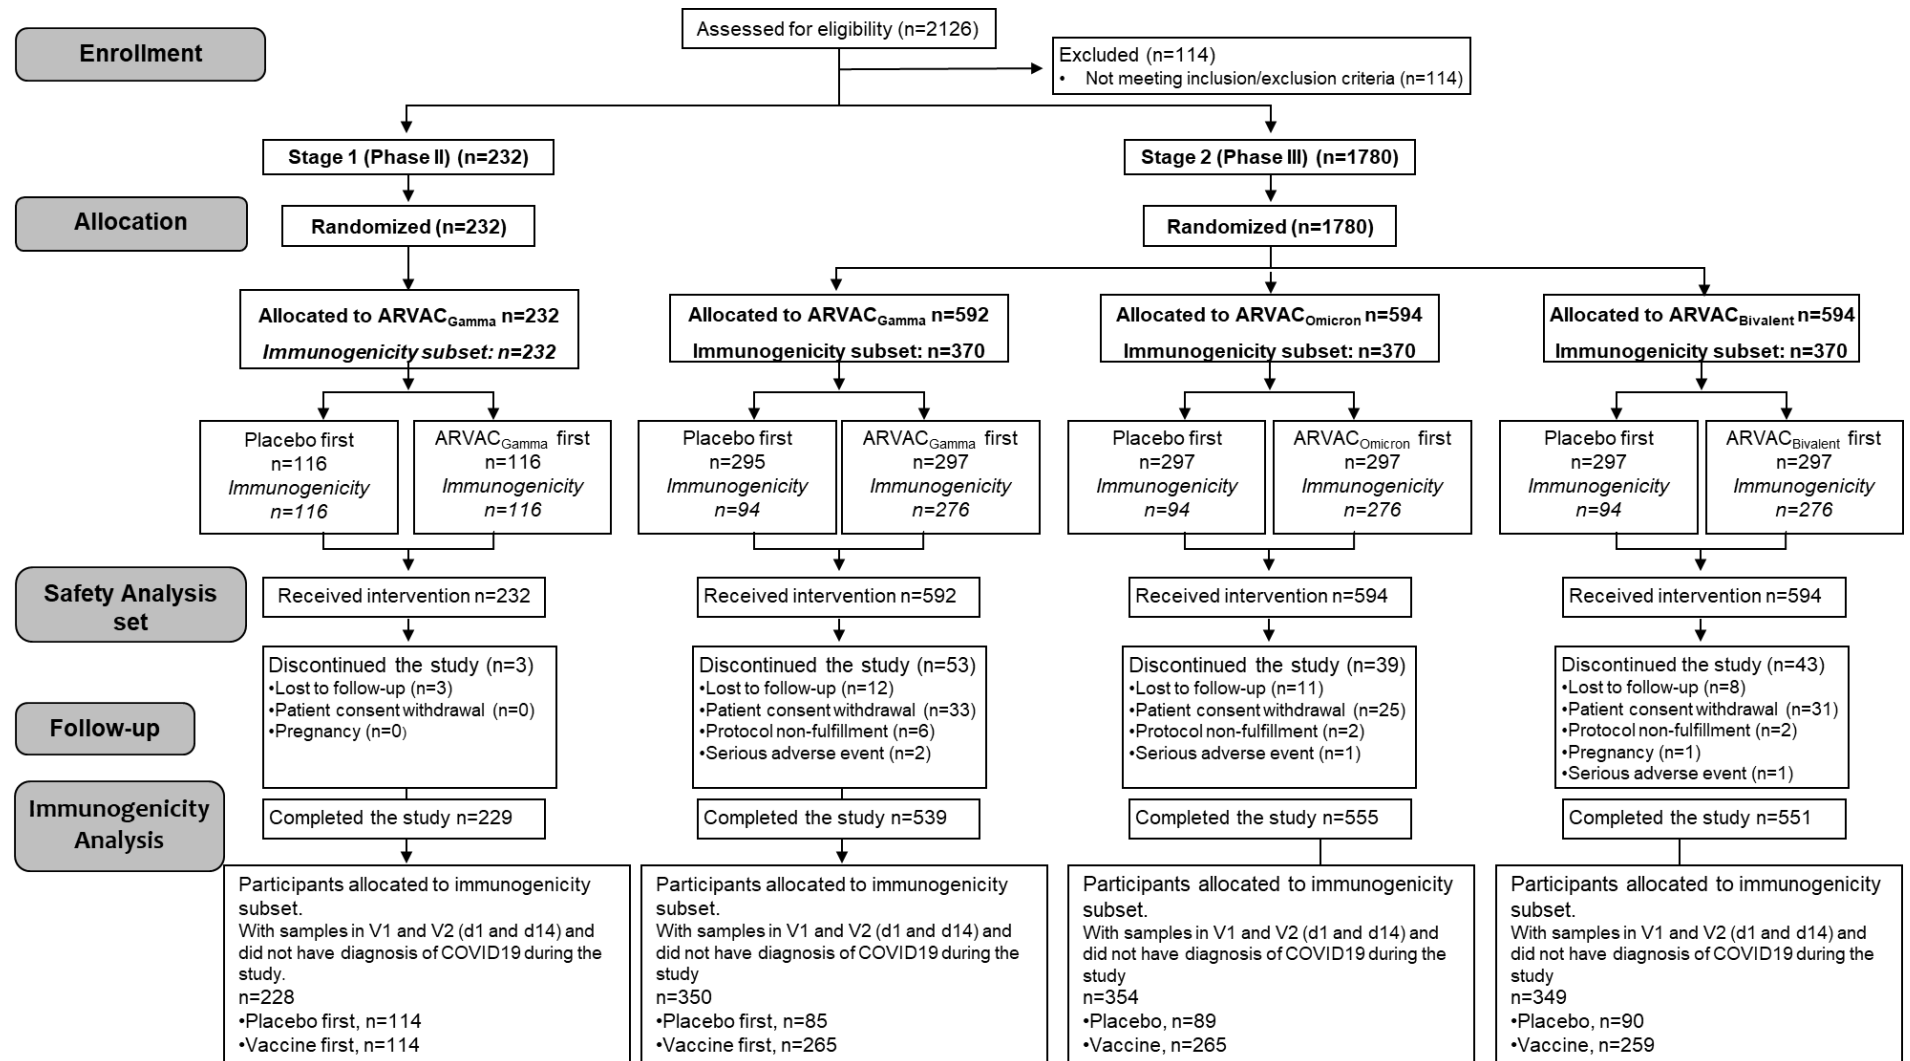 Assessed for eligibility (n=2126)
Enrollment
Excluded (n=114)
• Not meeting inclusion/exclusion criteria (n=114)
Stage 1 (Phase II) (n=232)
Stage 2 (Phase III) (n=1780)
Allocation
Randomized (n=232)
Randomized (n=1780)
Allocated to ARVACGamma n=232
Immunogenicity subset: n=232
Allocated to ARVACGamma n=592
Immunogenicity subset: n=370
Allocated to ARVACOmicron n=594
Immunogenicity subset: n=370
Allocated to ARVACBivalent n=594
Immunogenicity subset: n=370
Placebo first
n=116
Immunogenicity
n=116
ARVACGamma first
n=116
Immunogenicity
n=116
Placebo first
n=295
Immunogenicity
n=94
ARVACGamma first
n=297
Immunogenicity
n=276
Placebo first
n=297
Immunogenicity
n=94
ARVACOmicron first
n=297
Immunogenicity
n=276
Placebo first
n=297
Immunogenicity
n=94
ARVACBivalent first
n=297
Immunogenicity
n=276
Safety Analysis
set
Received intervention n=232
Received intervention n=592
Received intervention n=594
Received intervention n=594
Follow-up
Discontinued the study (n=3)
•Lost to follow-up (n=3)
•Patient consent withdrawal (n=0)
•Pregnancy (n=0)
Discontinued the study (n=53)
•Lost to follow-up (n=12)
•Patient consent withdrawal (n=33)
•Protocol non-fulfillment (n=6)
•Serious adverse event (n=2)
Discontinued the study (n=39)
•Lost to follow-up (n=11)
•Patient consent withdrawal (n=25)
•Protocol non-fulfillment (n=2)
•Serious adverse event (n=1)
Discontinued the study (n=43)
•Lost to follow-up (n=8)
•Patient consent withdrawal (n=31)
•Protocol non-fulfillment (n=2)
•Pregnancy (n=1)
•Serious adverse event (n=1)
Immunogenicity
Analysis
Completed the study n=229
Completed the study n=539
Completed the study n=555
Completed the study n=551
Participants allocated to immunogenicity
subset.
With samples in V1 and V2 (d1 and d14) and
did not have diagnosis of COVID19 during the
study.
n=228
•Placebo first, n=114
•Vaccine first, n=114
Participants allocated to immunogenicity
subset.
With samples in V1 and V2 (d1 and d14) and
did not have diagnosis of COVID19 during the
study
n=350
•Placebo first, n=85
•Vaccine first, n=265
Participants allocated to immunogenicity
subset.
With samples in V1 and V2 (d1 and d14) and
did not have diagnosis of COVID19 during the
study
n=354
•Placebo, n=89
•Vaccine, n=265
Participants allocated to immunogenicity
subset.
With samples in V1 and V2 (d1 and d14) and
did not have diagnosis of COVID19 during the
study
n=349
•Placebo, n=90
•Vaccine, n=259